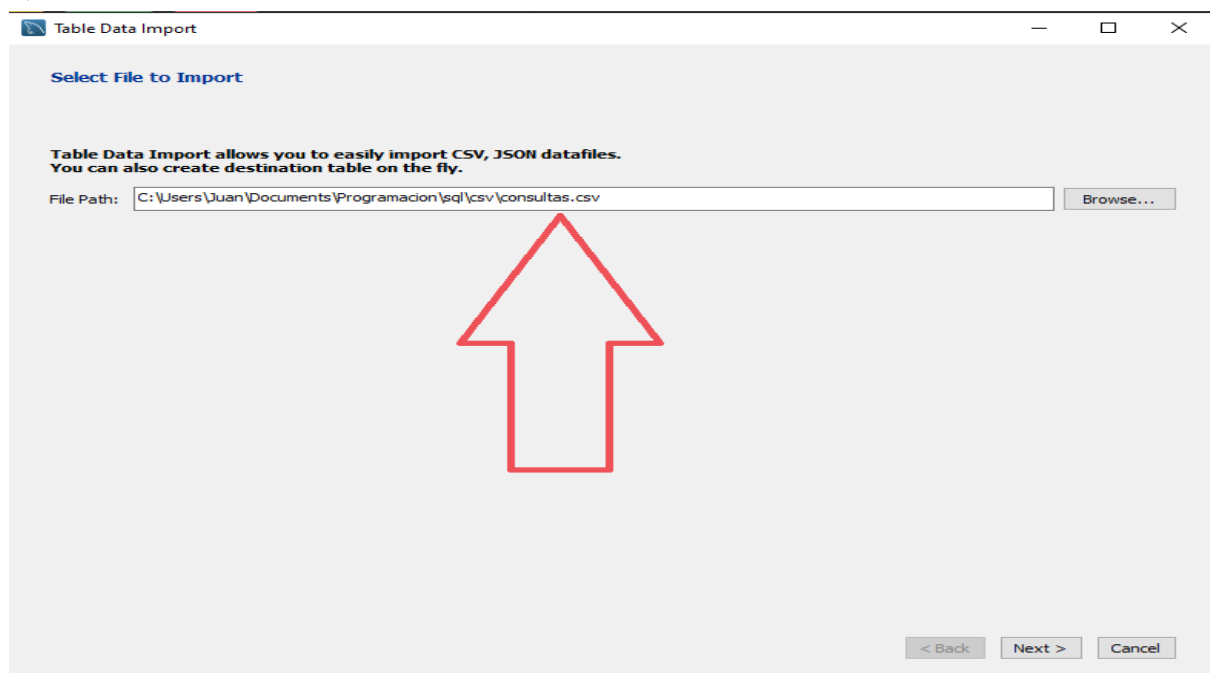 Table Data Import
Select File to Import
Table Data Import allows you to easily import CSV, JSON datafiles.
You can also create destination table on the fly.
File Path: C:\Users\Juan\Documents\Programacion\sql\csv\consultas.csv Browse...
< Back Next > Cancel